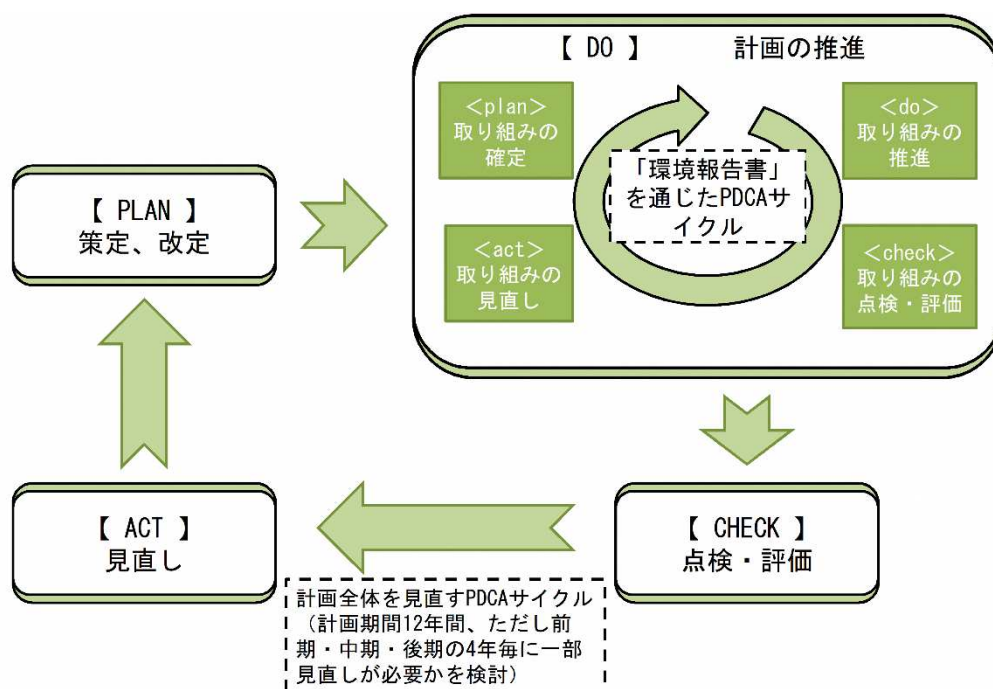 【 DO 】 計画の推進
＜plan＞
取り組みの
確定
＜do＞
取り組みの
推進
「環境報告書」
を通じたPDCAサ
イクル
＜act＞
取り組みの
見直し
＜check＞
取り組みの
点検・評価
【 PLAN 】
策定、改定
【 ACT 】
見直し
【 CHECK 】
点検・評価
計画全体を見直すPDCAサイクル
（計画期間12年間、ただし前
期・中期・後期の4年毎に一部
見直しが必要かを検討）